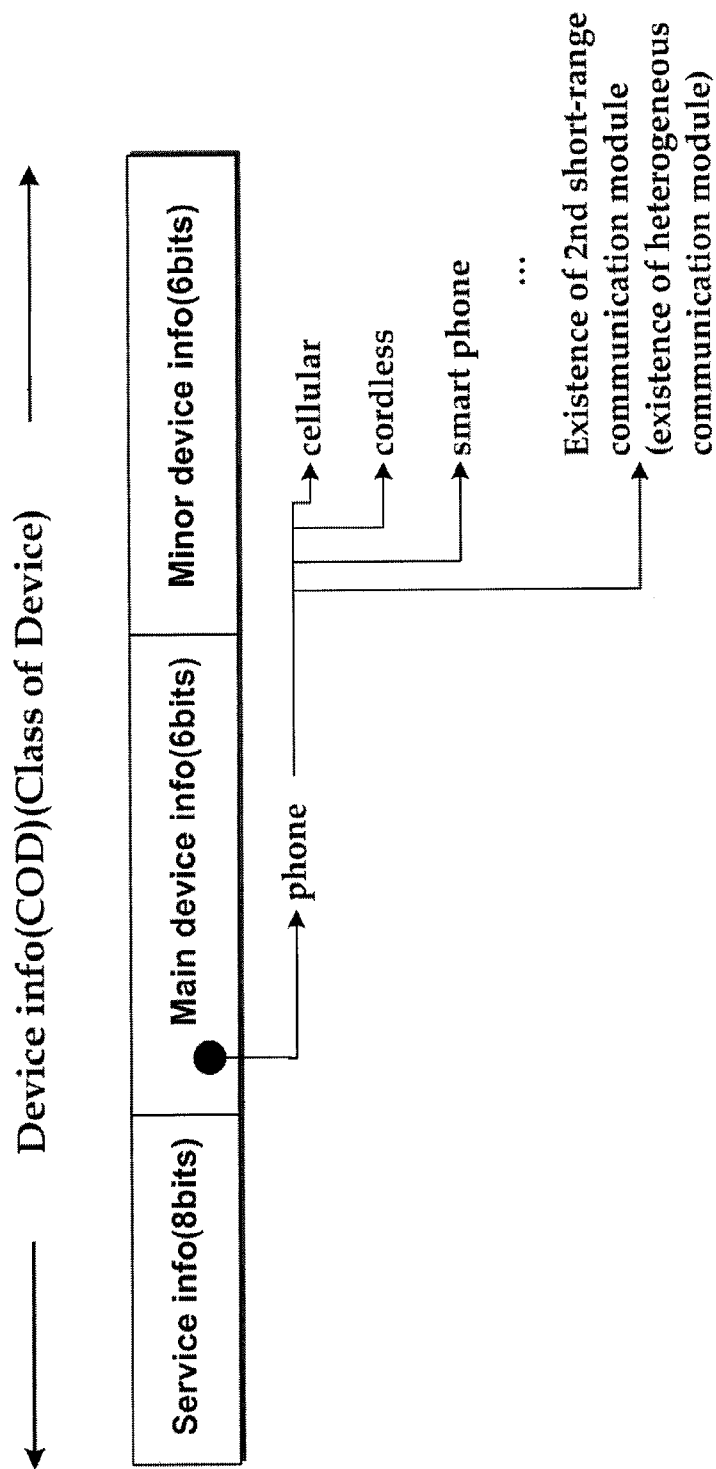 Device info(COD)(Class of Device)
Service info(8bits)
Main device info(6bits)
Minor device info(6bits)
phone
cellular
cordless
smart phone
...
Existence of 2nd short-range
communication module
(existence of heterogeneous
communication module)